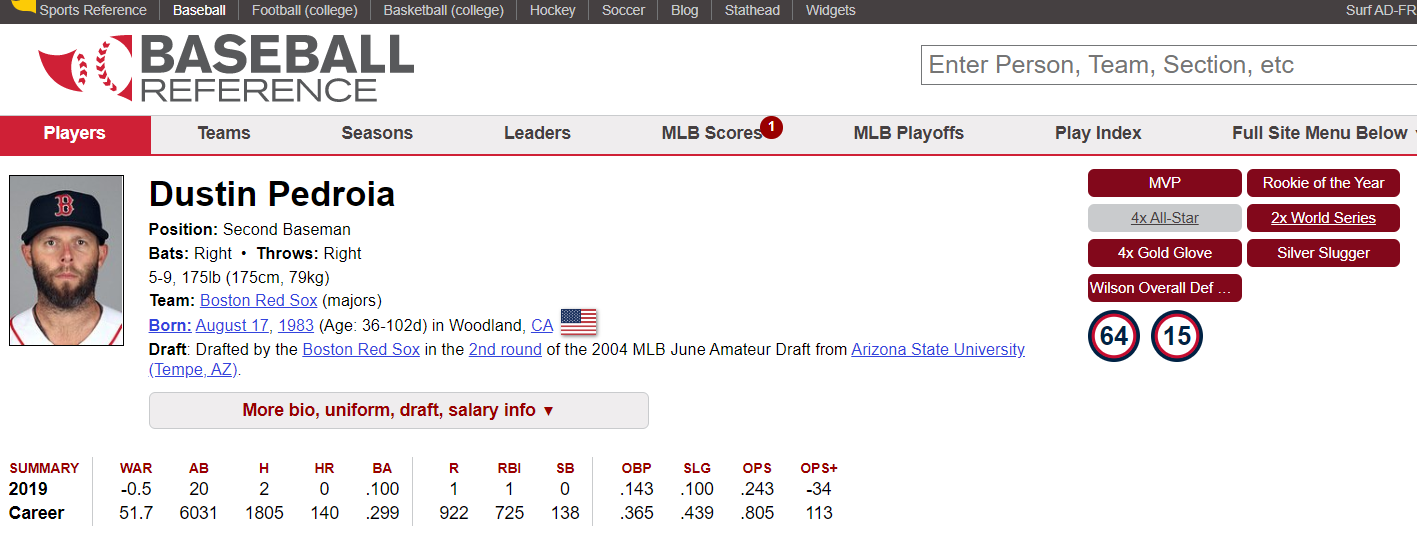 Sports Reference Baseball Football (college) Basketball (college) Hockey Soccer Blog Stathead Widgets Surf AD-FR
BASEBALL
REFERENCE
Enter Person, Team, Section, etc
Players Teams Seasons Leaders MLB Scores 1 MLB Playoffs Play Index Full Site Menu Below
B
Dustin Pedroia
Position: Second Baseman
Bats: Right • Throws: Right
5-9, 175lb (175cm, 79kg)
Team: Boston Red Sox (majors)
Born: August 17, 1983 (Age: 36-102d) in Woodland, CA
Draft: Drafted by the Boston Red Sox in the 2nd round of the 2004 MLB June Amateur Draft from Arizona State University
(Tempe, AZ).
More bio, uniform, draft, salary info ▼
MVP Rookie of the Year
4x All-Star 2x World Series
4x Gold Glove Silver Slugger
Wilson Overall Def ...
64 15
SUMMARY WAR AB H HR BA R RBI SB OBP SLG OPS OPS+
2019 -0.5 20 2 0 .100 1 1 0 .143 .100 .243 -34
Career 51.7 6031 1805 140 .299 922 725 138 .365 .439 .805 113